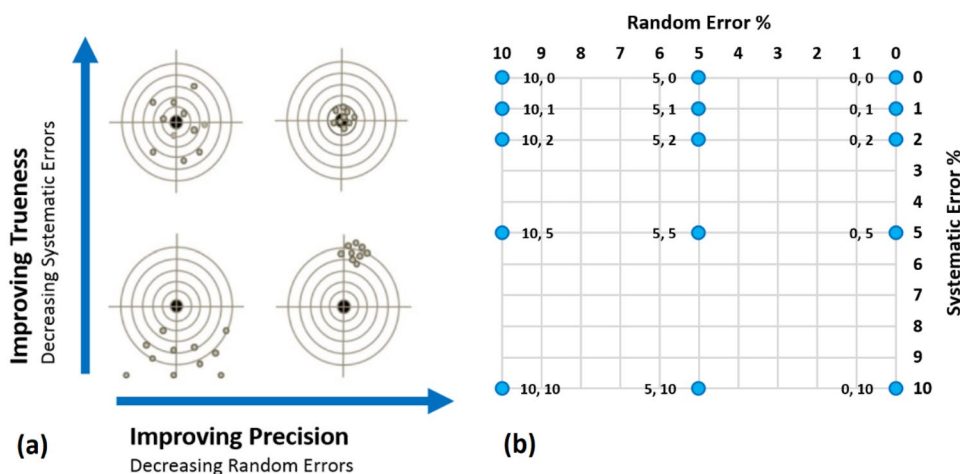 Improving Trueness
Decreasing Systematic Errors
Improving Precision
Decreasing Random Errors
(a)
Random Error %
10 9 8 7 6 5 4 3 2 1 0
10, 0 5, 0 0, 0 0
10, 1 5, 1 0, 1 1
10, 2 5, 2 0, 2 2
3
4
10, 5 5, 5 0, 5 5
6
7
8
9
10, 10 5, 10 0, 10 10
Systematic Error %
(b)